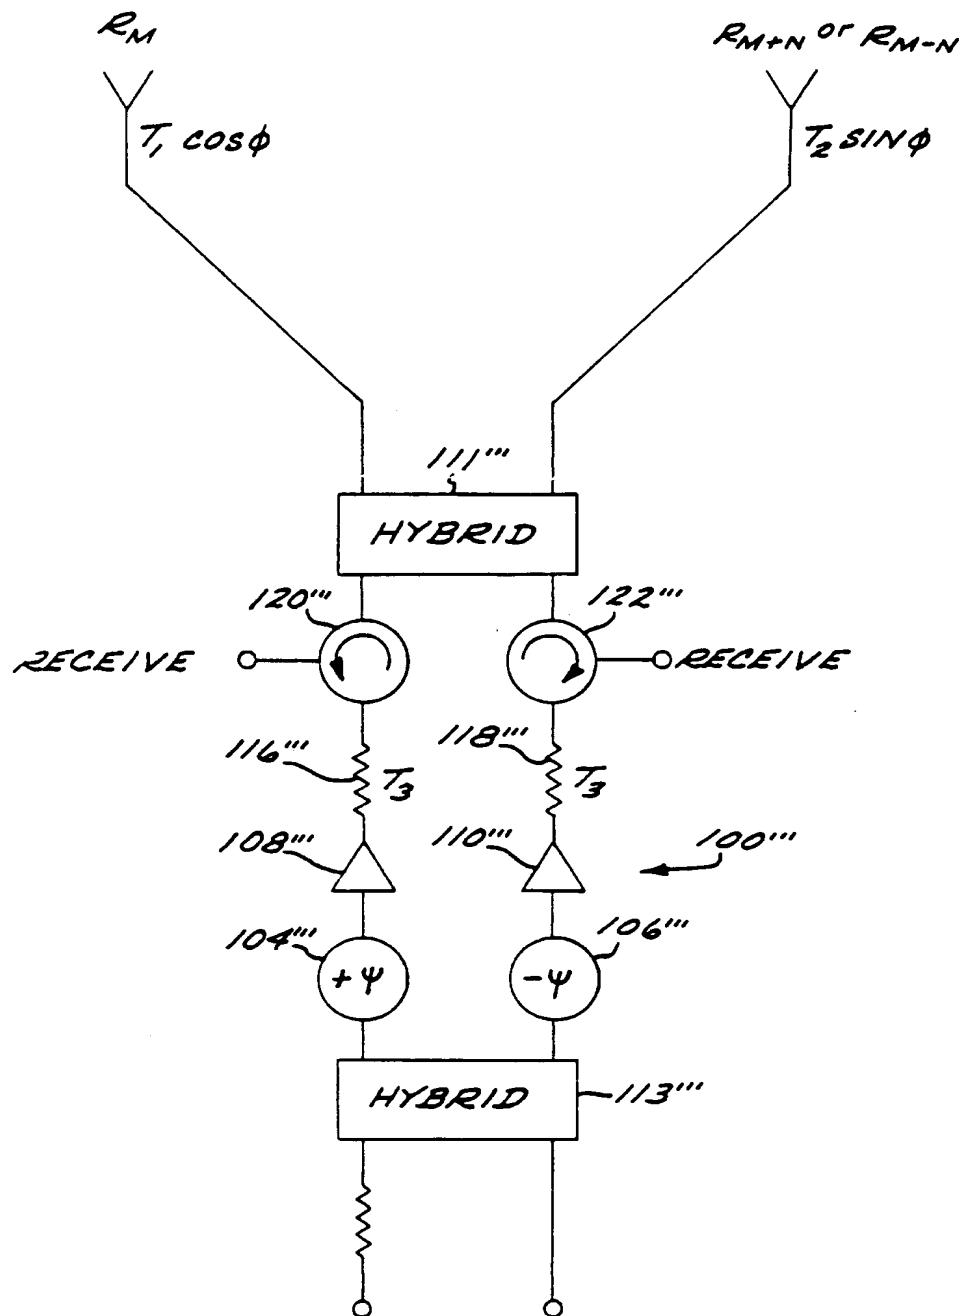 R_M
R_M+N or R_M-N
T_1 COSΦ
T_2 SINΦ
111'''
HYBRID
120'''
122'''
RECEIVE
RECEIVE
116'''
T_3
118'''
T_3
108'''
110'''
100'''
104'''
106'''
+Ψ
-Ψ
HYBRID
113'''